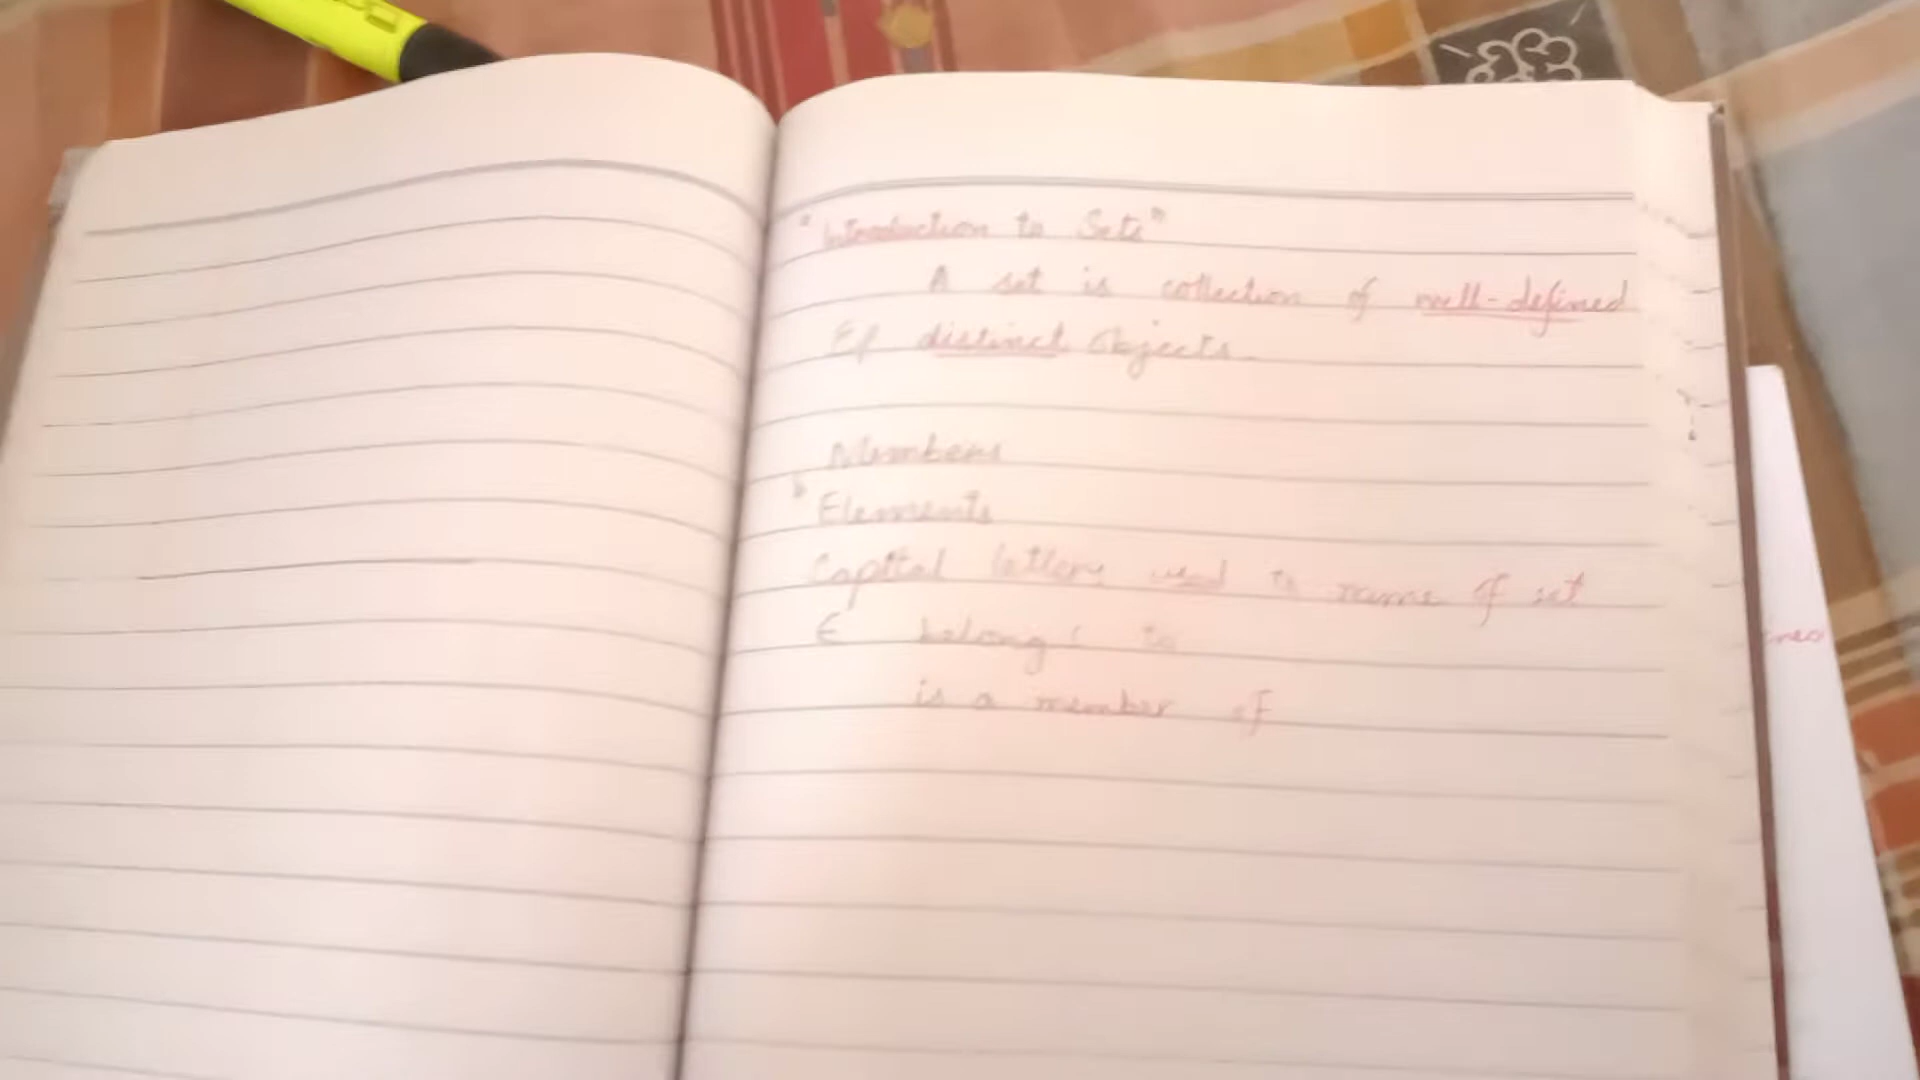 "Introduction to Sets"
A set is collection of well-defined
& distinct objects.
Members
Elements
Capital letters used to name of set
∈ belongs to
is a member of